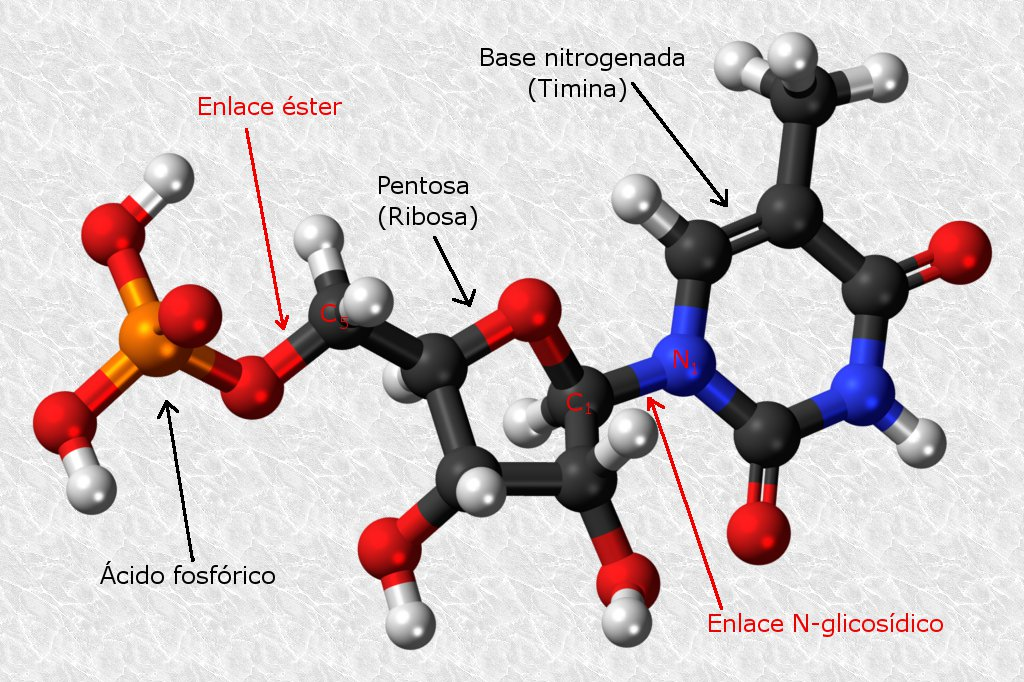 Base nitrogenada
(Timina)
Enlace éster
Pentosa
(Ribosa)
C5
N1
C1
Ácido fosfórico
Enlace N-glicosídico